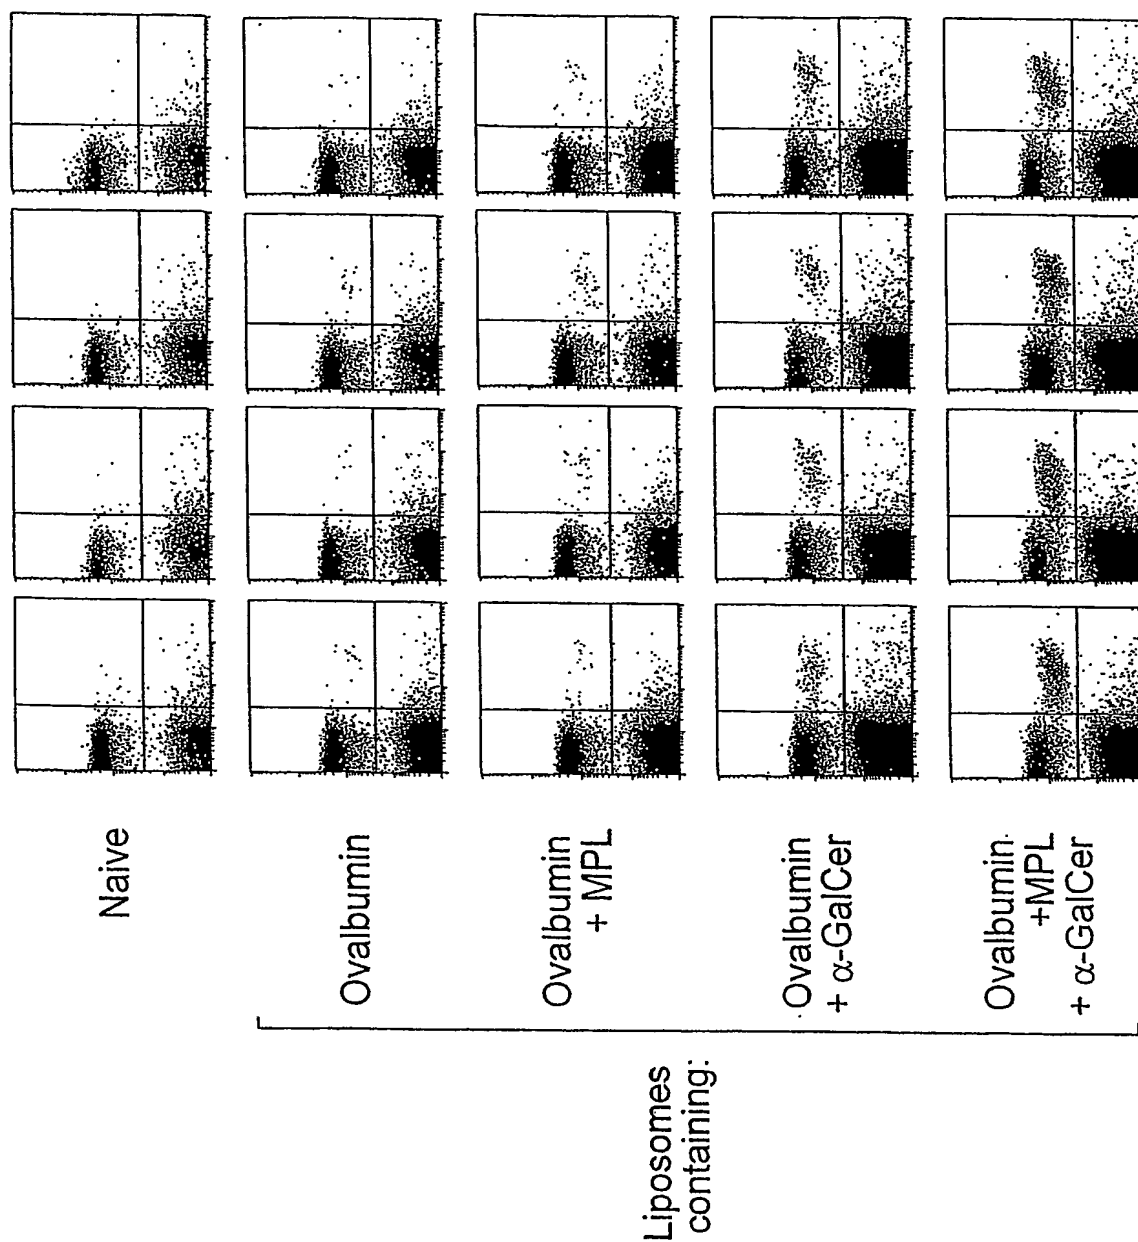 Naive
Ovalbumin
Ovalbumin
+ MPL
Ovalbumin
+ α-GalCer
Ovalbumin
+MPL
+ α-GalCer
Liposomes
containing: